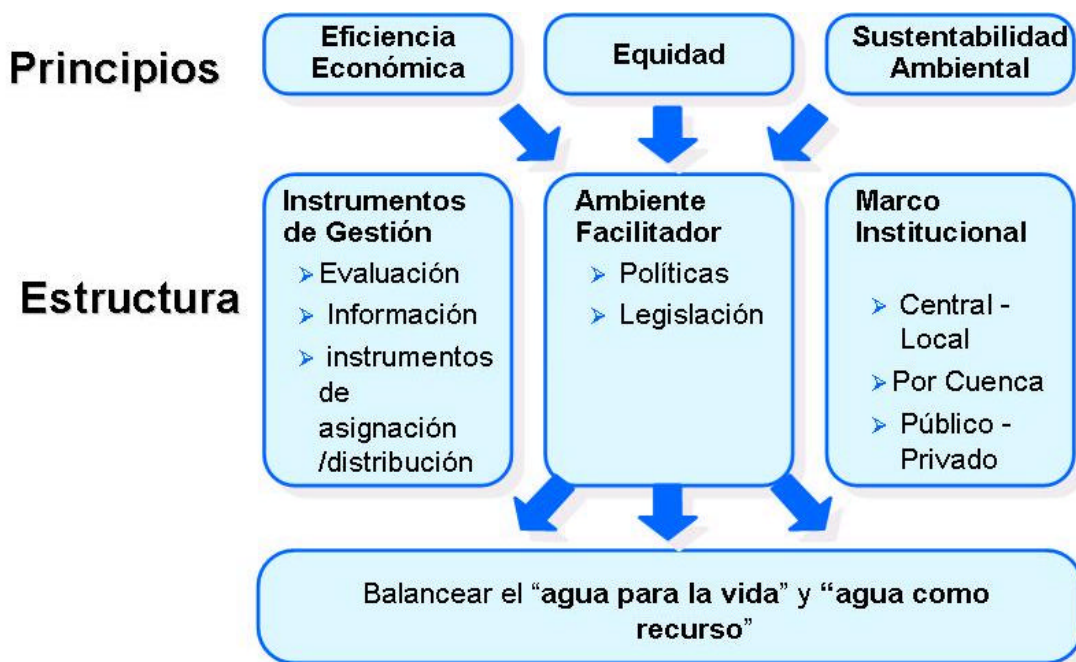 Principios
Eficiencia
Económica
Equidad
Sustentabilidad
Ambiental
Estructura
Instrumentos
de Gestión
Evaluación
Información
instrumentos
de
asignación
/distribución
Ambiente
Facilitador
Políticas
Legislación
Marco
Institucional
Central -
Local
Por Cuenca
Público -
Privado
Balancear el “agua para la vida” y “agua como
recurso”